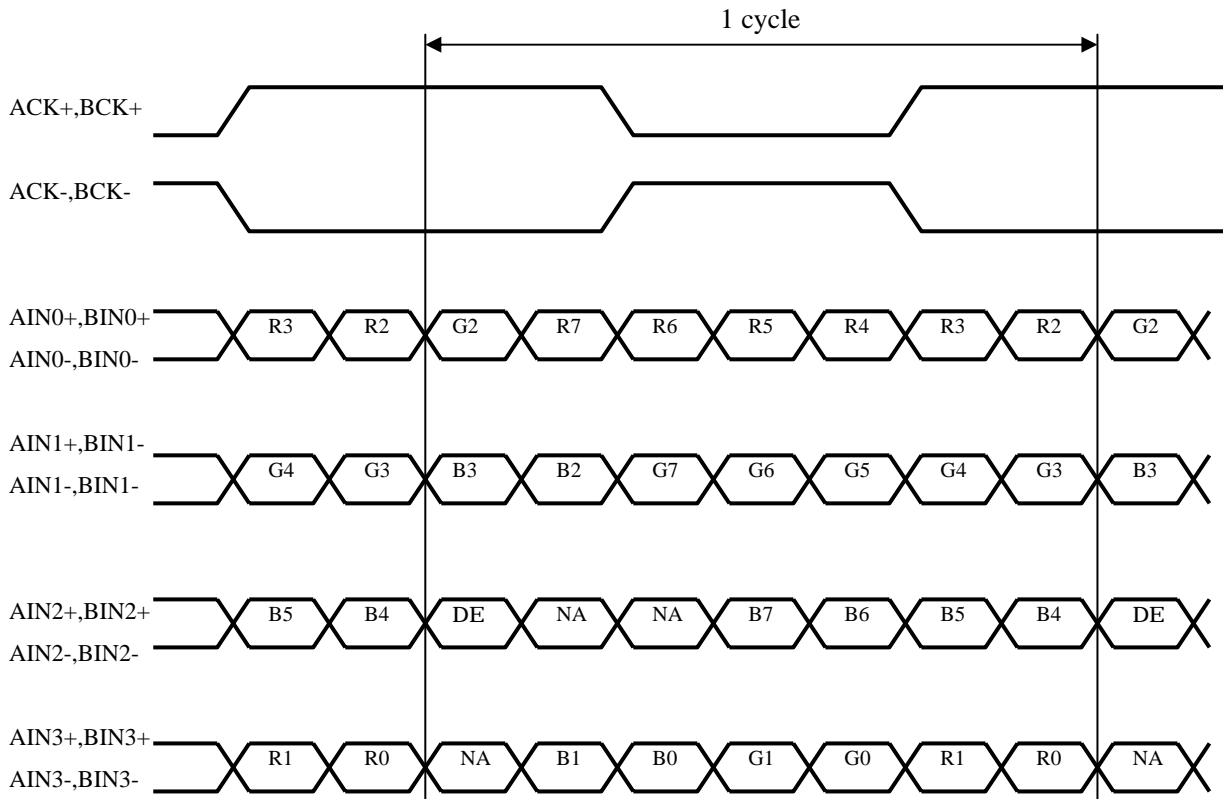 1 cycle
ACK+,BCK+
ACK-,BCK-
AIN0+,BIN0+
R3 R2 G2 R7 R6 R5 R4 R3 R2 G2
AIN0-,BIN0-
AIN1+,BIN1-
G4 G3 B3 B2 G7 G6 G5 G4 G3 B3
AIN1-,BIN1-
AIN2+,BIN2+
B5 B4 DE NA NA B7 B6 B5 B4 DE
AIN2-,BIN2-
AIN3+,BIN3+
R1 R0 NA B1 B0 G1 G0 R1 R0 NA
AIN3-,BIN3-